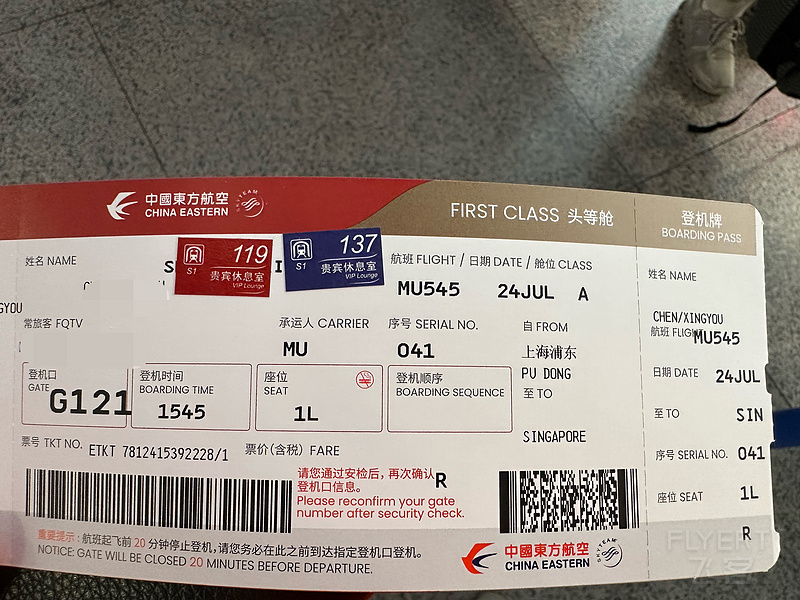 中國東方航空
CHINA EASTERN
SKYTEAM
FIRST CLASS 头等舱
登机牌
BOARDING PASS
姓名 NAME
119
S1
贵宾休息室
VIP Lounge
137
S1
贵宾休息室
VIP Lounge
航班 FLIGHT / 日期 DATE / 舱位 CLASS
MU545 24JUL A
姓名 NAME
CHEN/XINGYOU
GYOU
常旅客 FQTV
承运人 CARRIER
序号 SERIAL NO.
自 FROM
航班 FLIGHT
MU545
MU
041
上海浦东
PU DONG
登机口
GATE
G121
登机时间
BOARDING TIME
1545
座位
SEAT
1L
登机顺序
BOARDING SEQUENCE
至 TO
SINGAPORE
日期 DATE
24JUL
至 TO
SIN
票号 TKT NO.
ETKT 7812415392228/1
票价(含税) FARE
序号 SERIAL NO.
041
座位 SEAT
1L
R
请您通过安检后，再次确认
登机口信息。
Please reconfirm your gate
number after security check.
R
重要提示：航班起飞前 20 分钟停止登机，请您务必在此之前到达指定登机口登机。
NOTICE: GATE WILL BE CLOSED 20 MINUTES BEFORE DEPARTURE.
中國東方航空
CHINA EASTERN
SKYTEAM
FLYERT